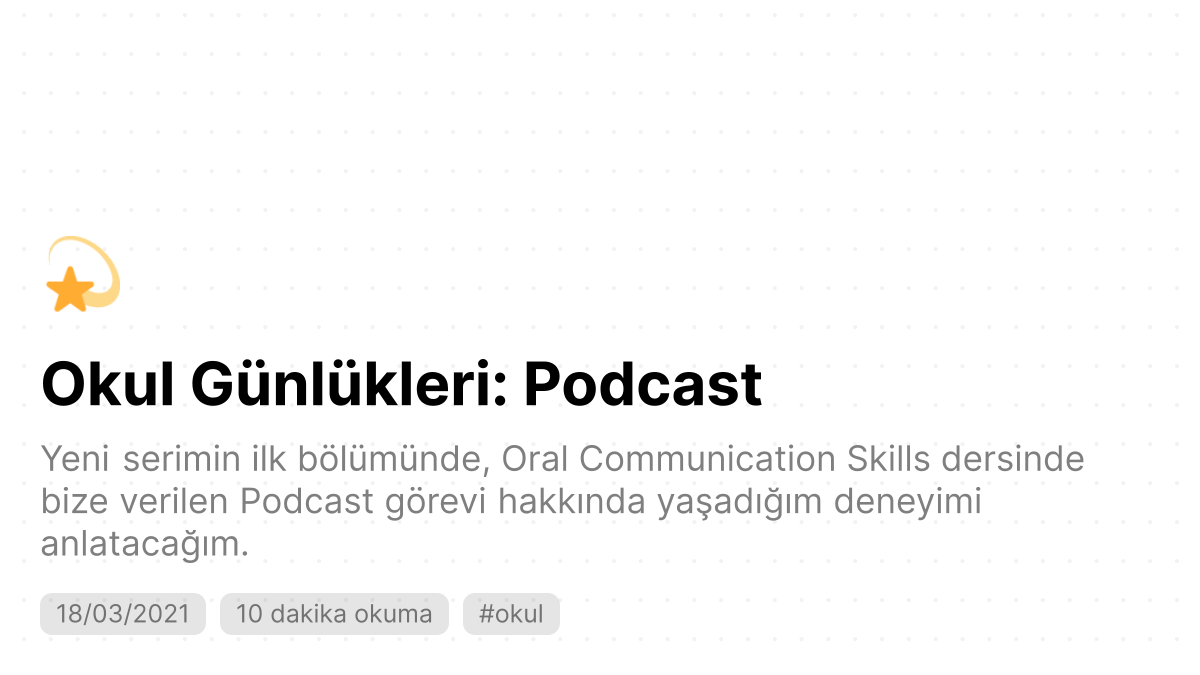 Okul Günlükleri: Podcast
Yeni serimin ilk bölümünde, Oral Communication Skills dersinde
bize verilen Podcast görevi hakkında yaşadığım deneyimi
anlatacağım.
18/03/2021 10 dakika okuma #okul